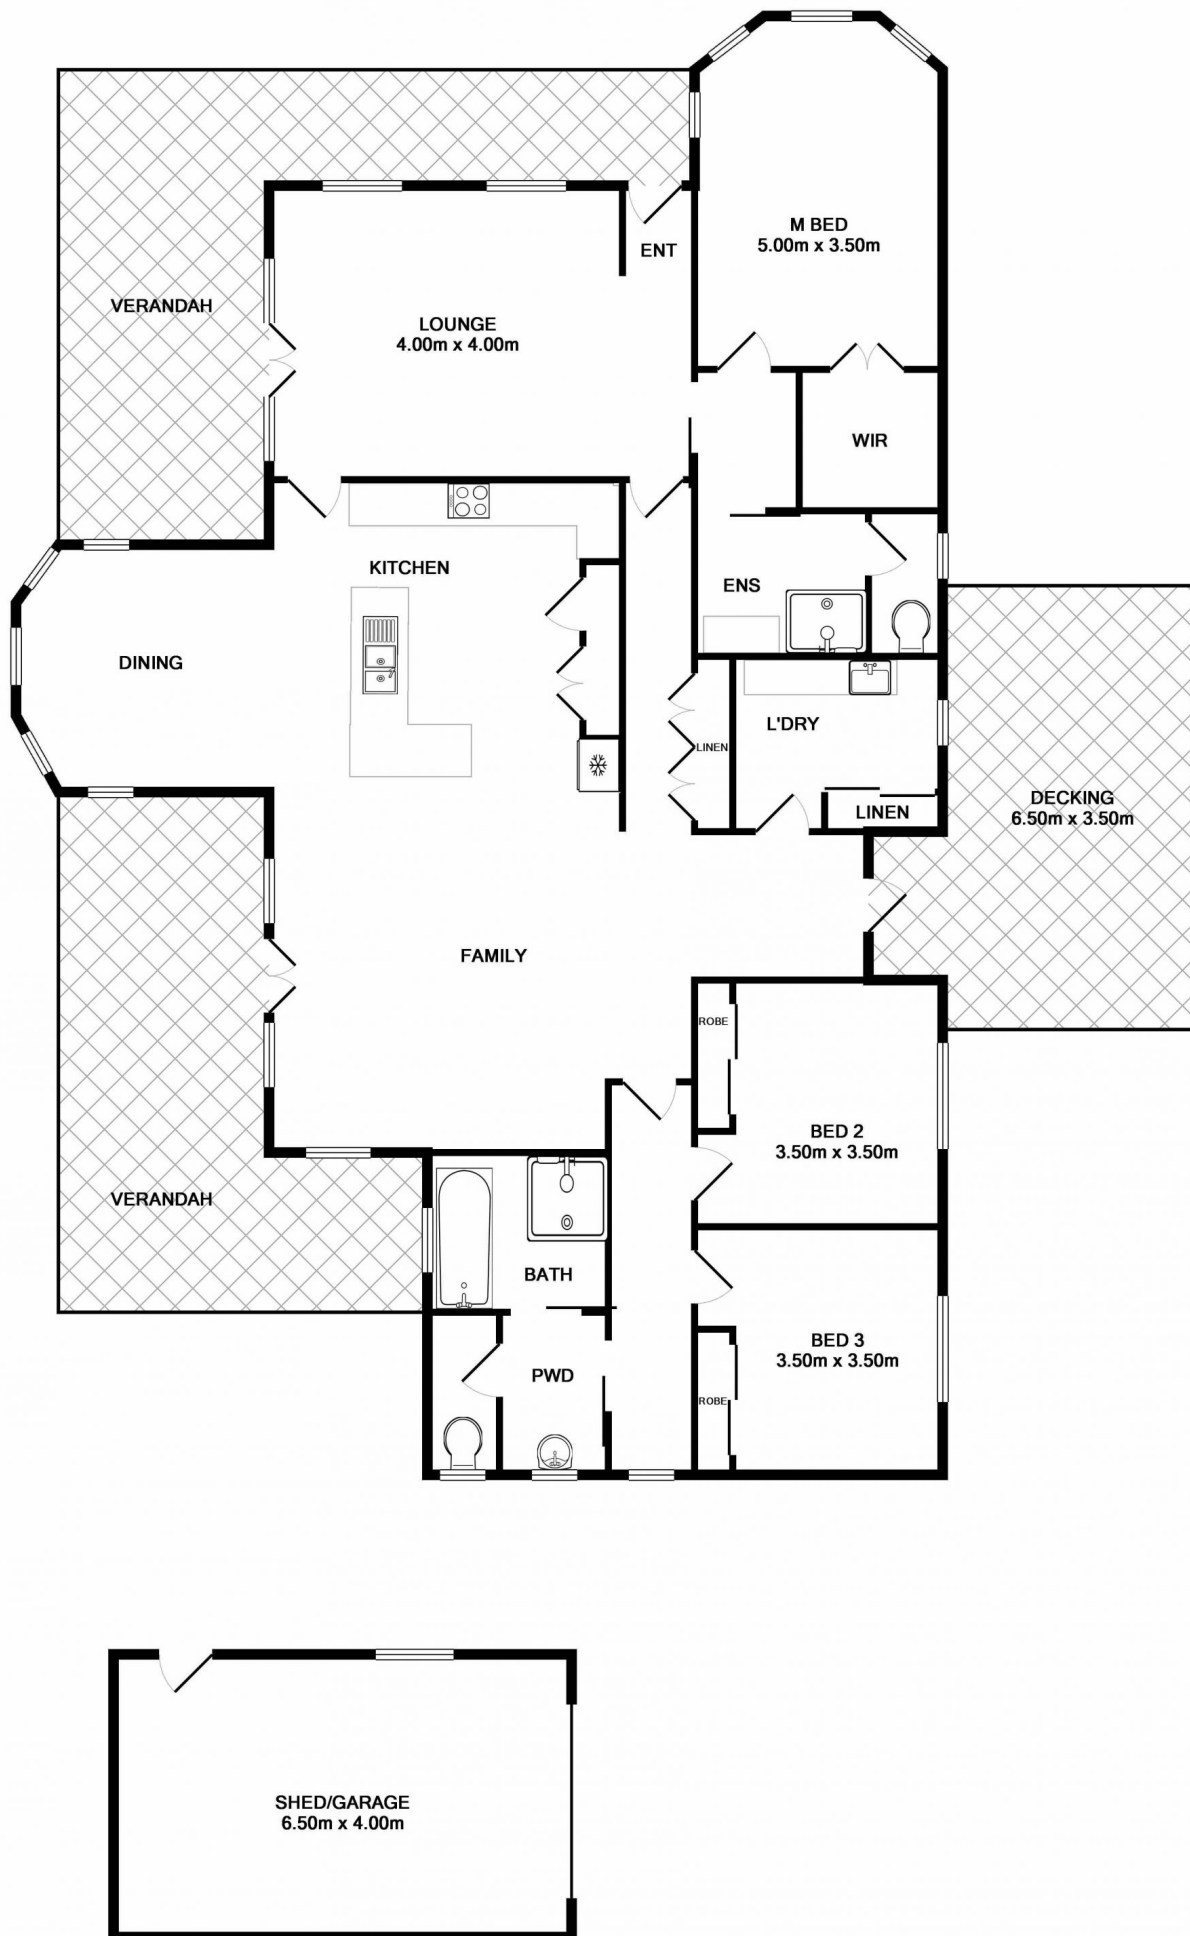 M BED
5.00m x 3.50m
ENT
VERANDAH
LOUNGE
4.00m x 4.00m
WIR
KITCHEN
ENS
DINING
L'DRY
LINEN
LINEN
DECKING
6.50m x 3.50m
FAMILY
ROBE
BED 2
3.50m x 3.50m
VERANDAH
BATH
BED 3
3.50m x 3.50m
PWD
ROBE
SHED/GARAGE
6.50m x 4.00m